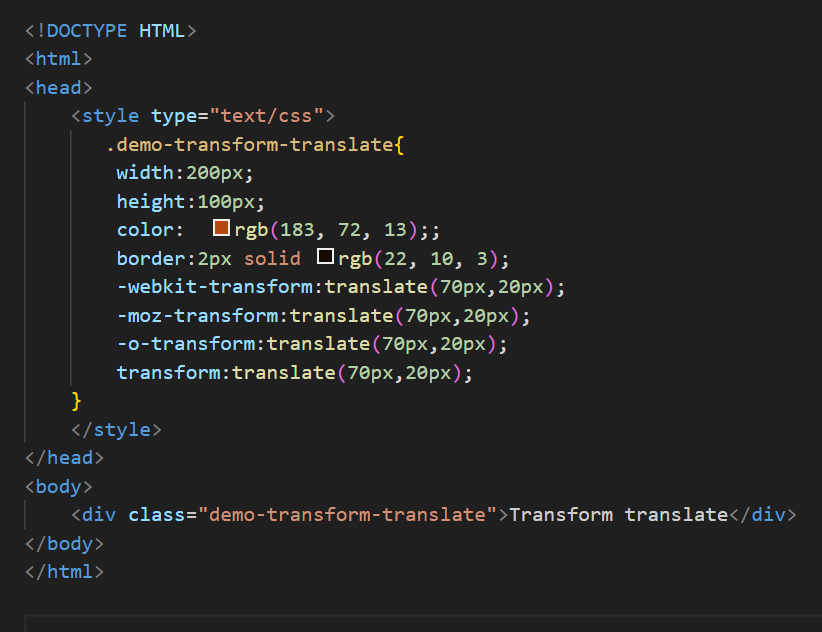 <!DOCTYPE HTML>
<html>
<head>
    <style type="text/css">
       .demo-transform-translate{
        width:200px;
        height:100px;
        color:  rgb(183, 72, 13);;
        border:2px solid rgb(22, 10, 3);
        -webkit-transform:translate(70px,20px);
        -moz-transform:translate(70px,20px);
        -o-transform:translate(70px,20px);
        transform:translate(70px,20px);
    }
    </style>
</head>
<body>
    <div class="demo-transform-translate">Transform translate</div>
</body>
</html>